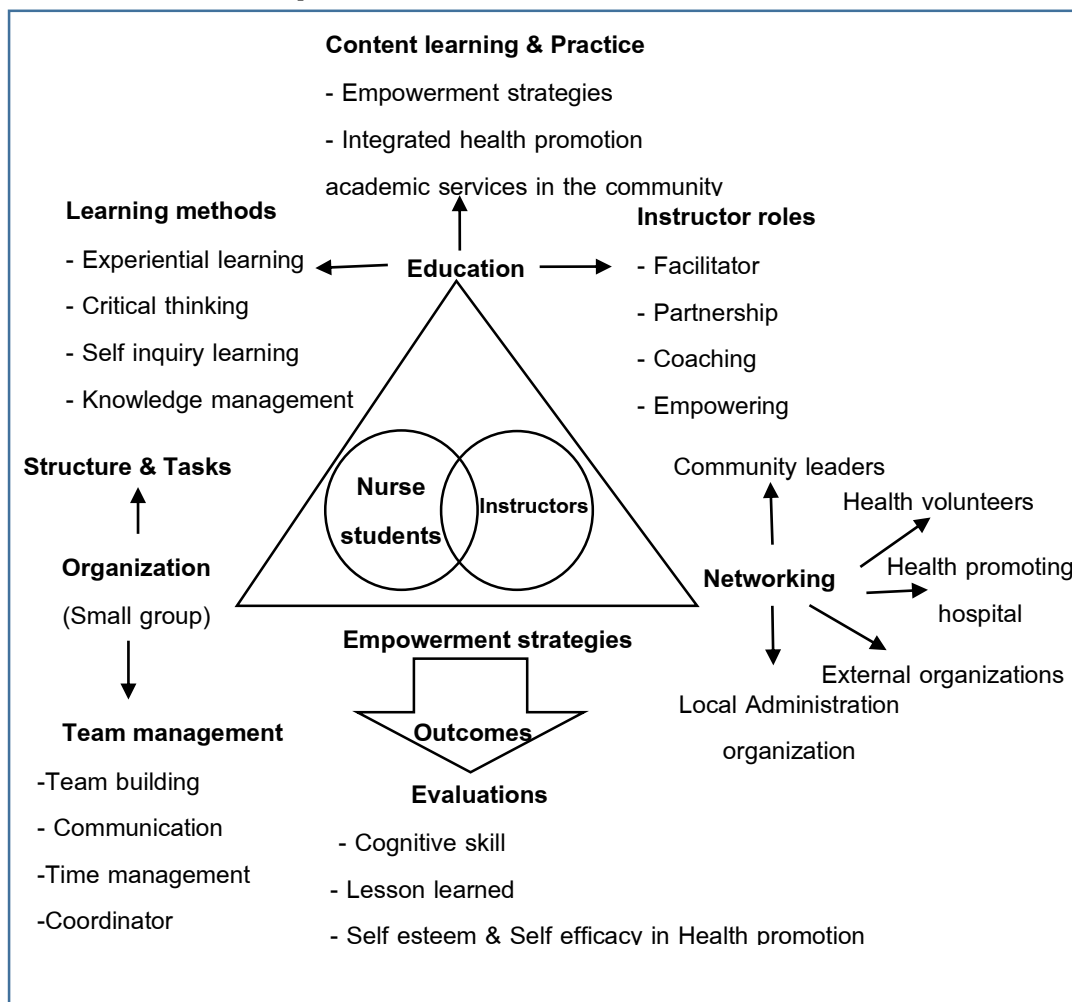 Content learning & Practice
- Empowerment strategies
- Integrated health promotion
academic services in the community
Learning methods
- Experiential learning
- Critical thinking
- Self inquiry learning
- Knowledge management
Education
Instructor roles
- Facilitator
- Partnership
- Coaching
- Empowering
Structure & Tasks
Organization
(Small group)
Team management
-Team building
- Communication
-Time management
-Coordinator
Nurse
students
Instructors
Empowerment strategies
Outcomes
Evaluations
- Cognitive skill
- Lesson learned
- Self esteem & Self efficacy in Health promotion
Community leaders
Health volunteers
Networking
Health promoting
hospital
External organizations
Local Administration
organization